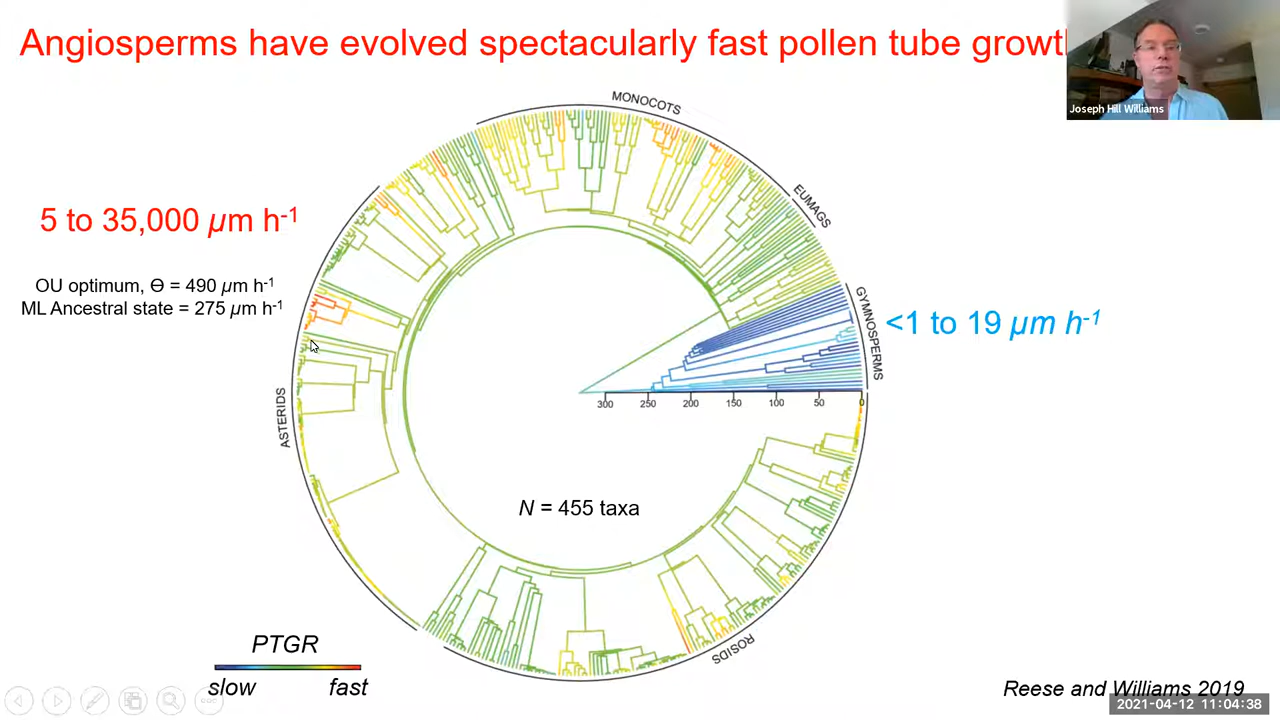 Angiosperms have evolved spectacularly fast pollen tube growth
Joseph Hill Williams
MONOCOTS
EUMAGS
5 to 35,000 µm h-1
OU optimum, Ɵ = 490 µm h-1
ML Ancestral state = 275 µm h-1
GYMNOSPERMS
<1 to 19 µm h-1
300 250 200 150 100 50 0
ASTERIDS
N = 455 taxa
ROSIDS
PTGR
slow fast
Reese and Williams 2019
2021-04-12 11:04:38